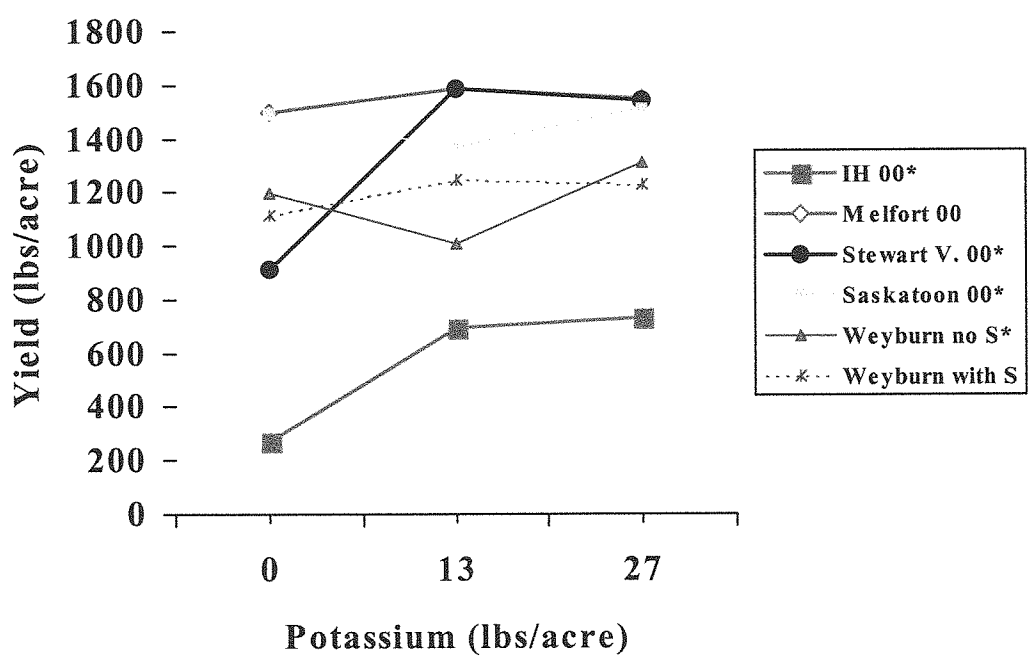 1800
1600
1400
1200
1000
800
600
400
200
0
Yield (lbs/acre)
0 13 27
Potassium (lbs/acre)
IH 00*
Melfort 00
Stewart V. 00*
Saskatoon 00*
Weyburn no S*
Weyburn with S